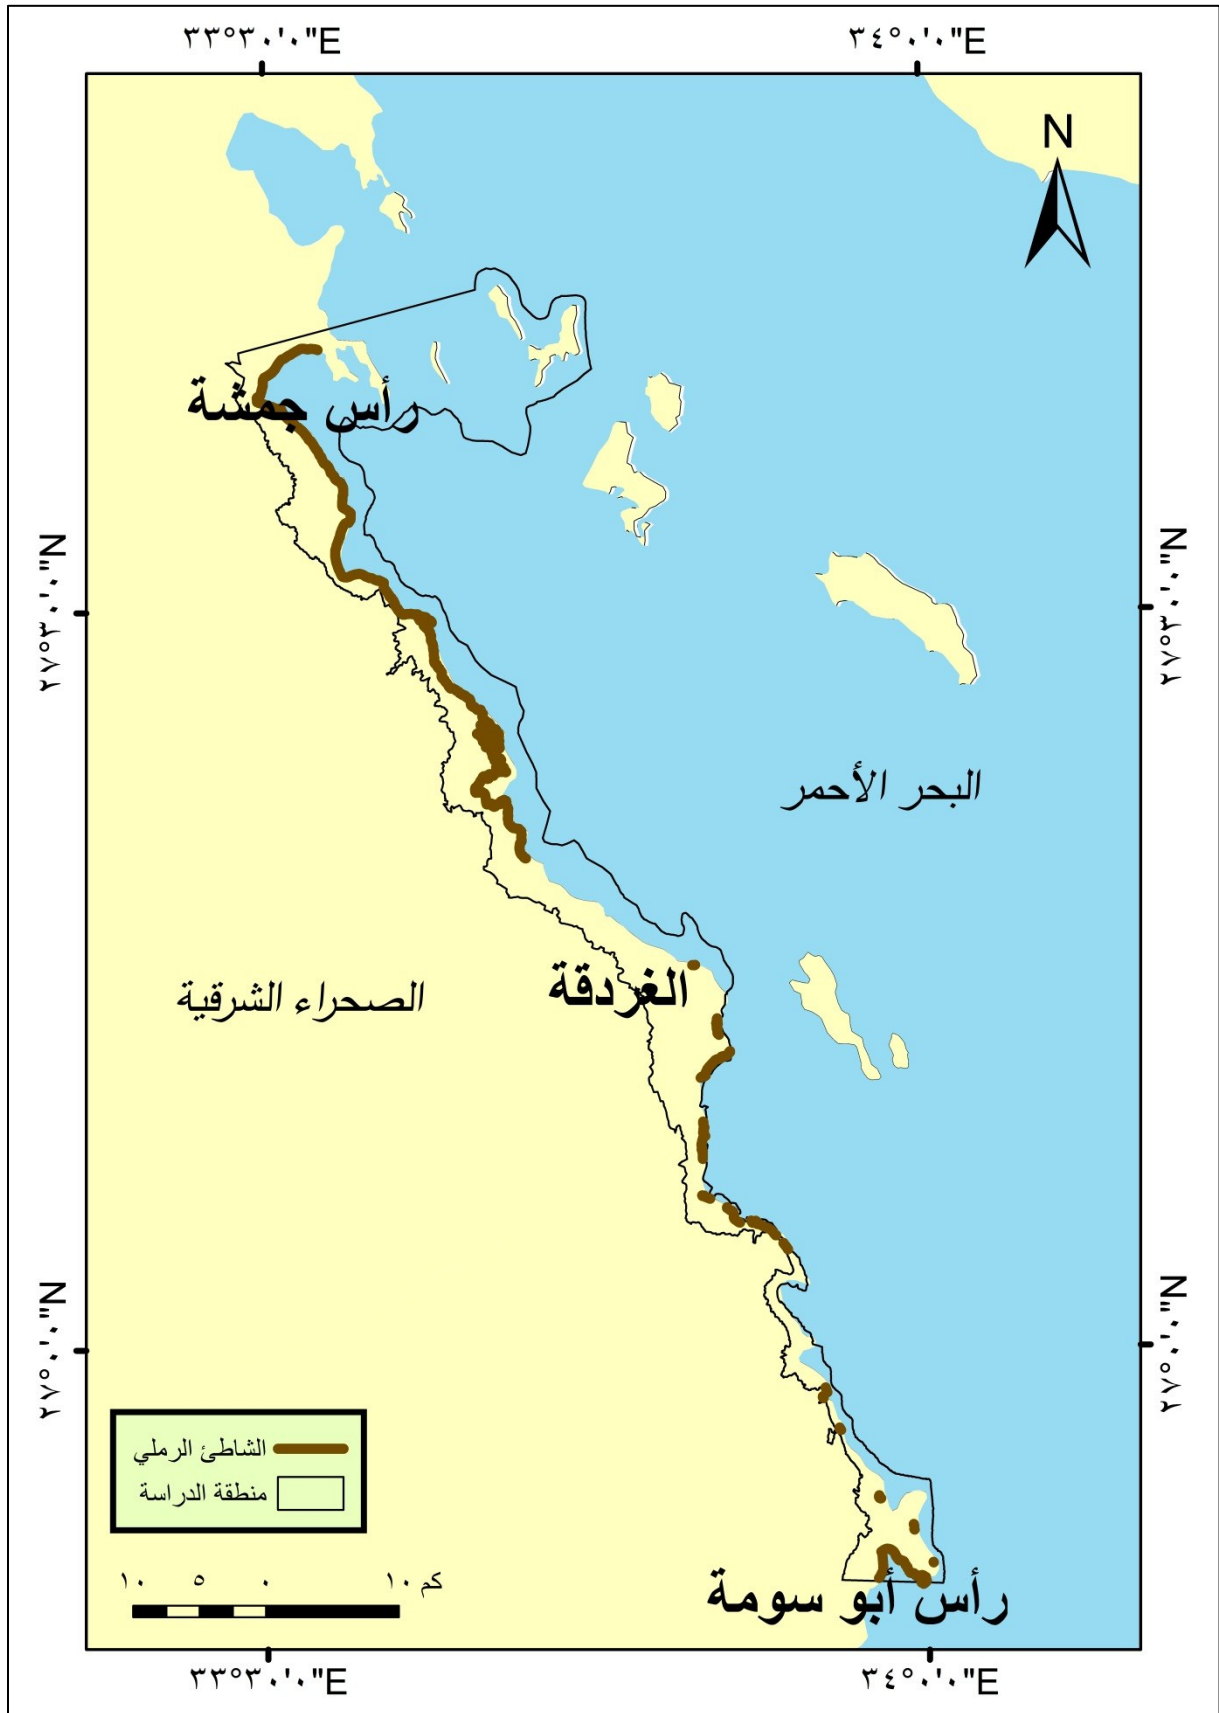 ٣٣°٣٠'٠"E
٣٤°٠'٠"E
N
رأس جمشة
٢٧°٣٠'٠"N
٢٧°٣٠'٠"N
البحر الأحمر
الغردقة
الصحراء الشرقية
٢٧°٠'٠"N
٢٧°٠'٠"N
الشاطئ الرملي
منطقة الدراسة
١٠ ٥ ٠ ١٠ كم
رأس أبو سومة
٣٣°٣٠'٠"E
٣٤°٠'٠"E